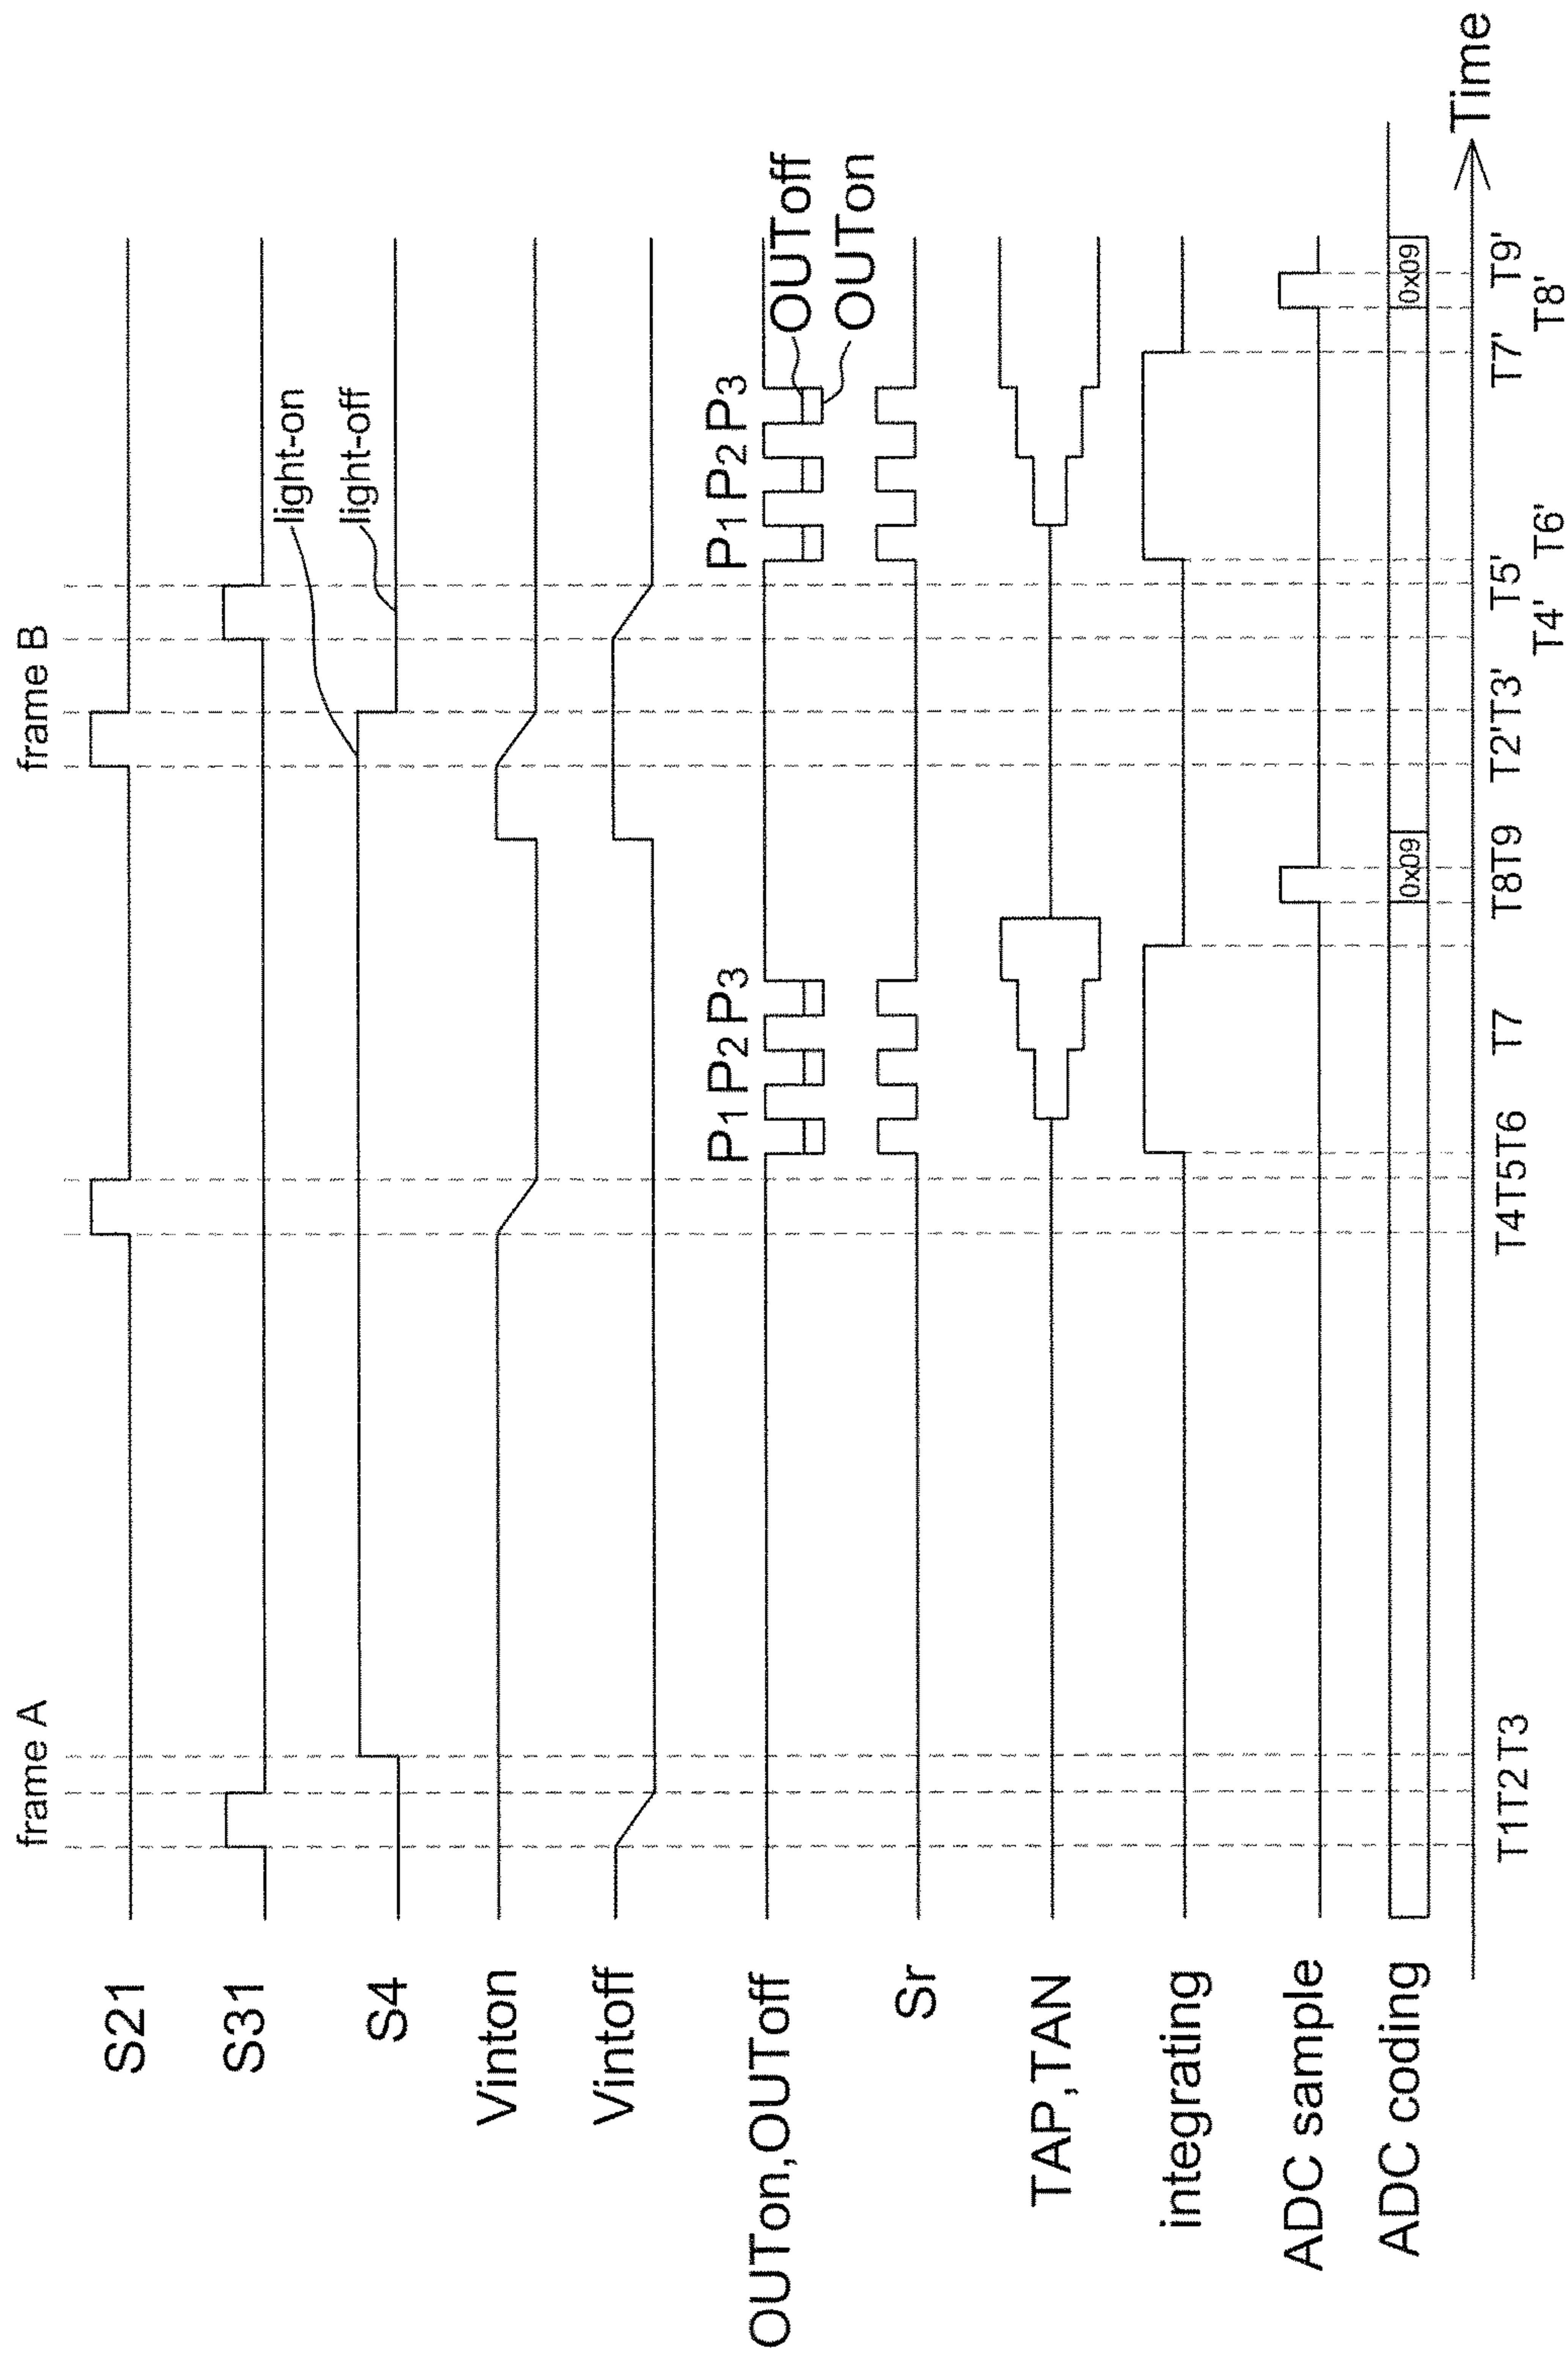 frame A
frame B
S21
S31
S4
light-on
light-off
Vinton
Vintoff
P1 P2 P3
P1 P2 P3
OUTon,OUToff
OUToff
OUTon
Sr
TAP,TAN
integrating
ADC sample
ADC coding
0x09
0x09
Time
T1T2 T3
T4T5T6
T7
T8T9
T2'T3'
T4'
T5'
T6'
T7'
T8'
T9'